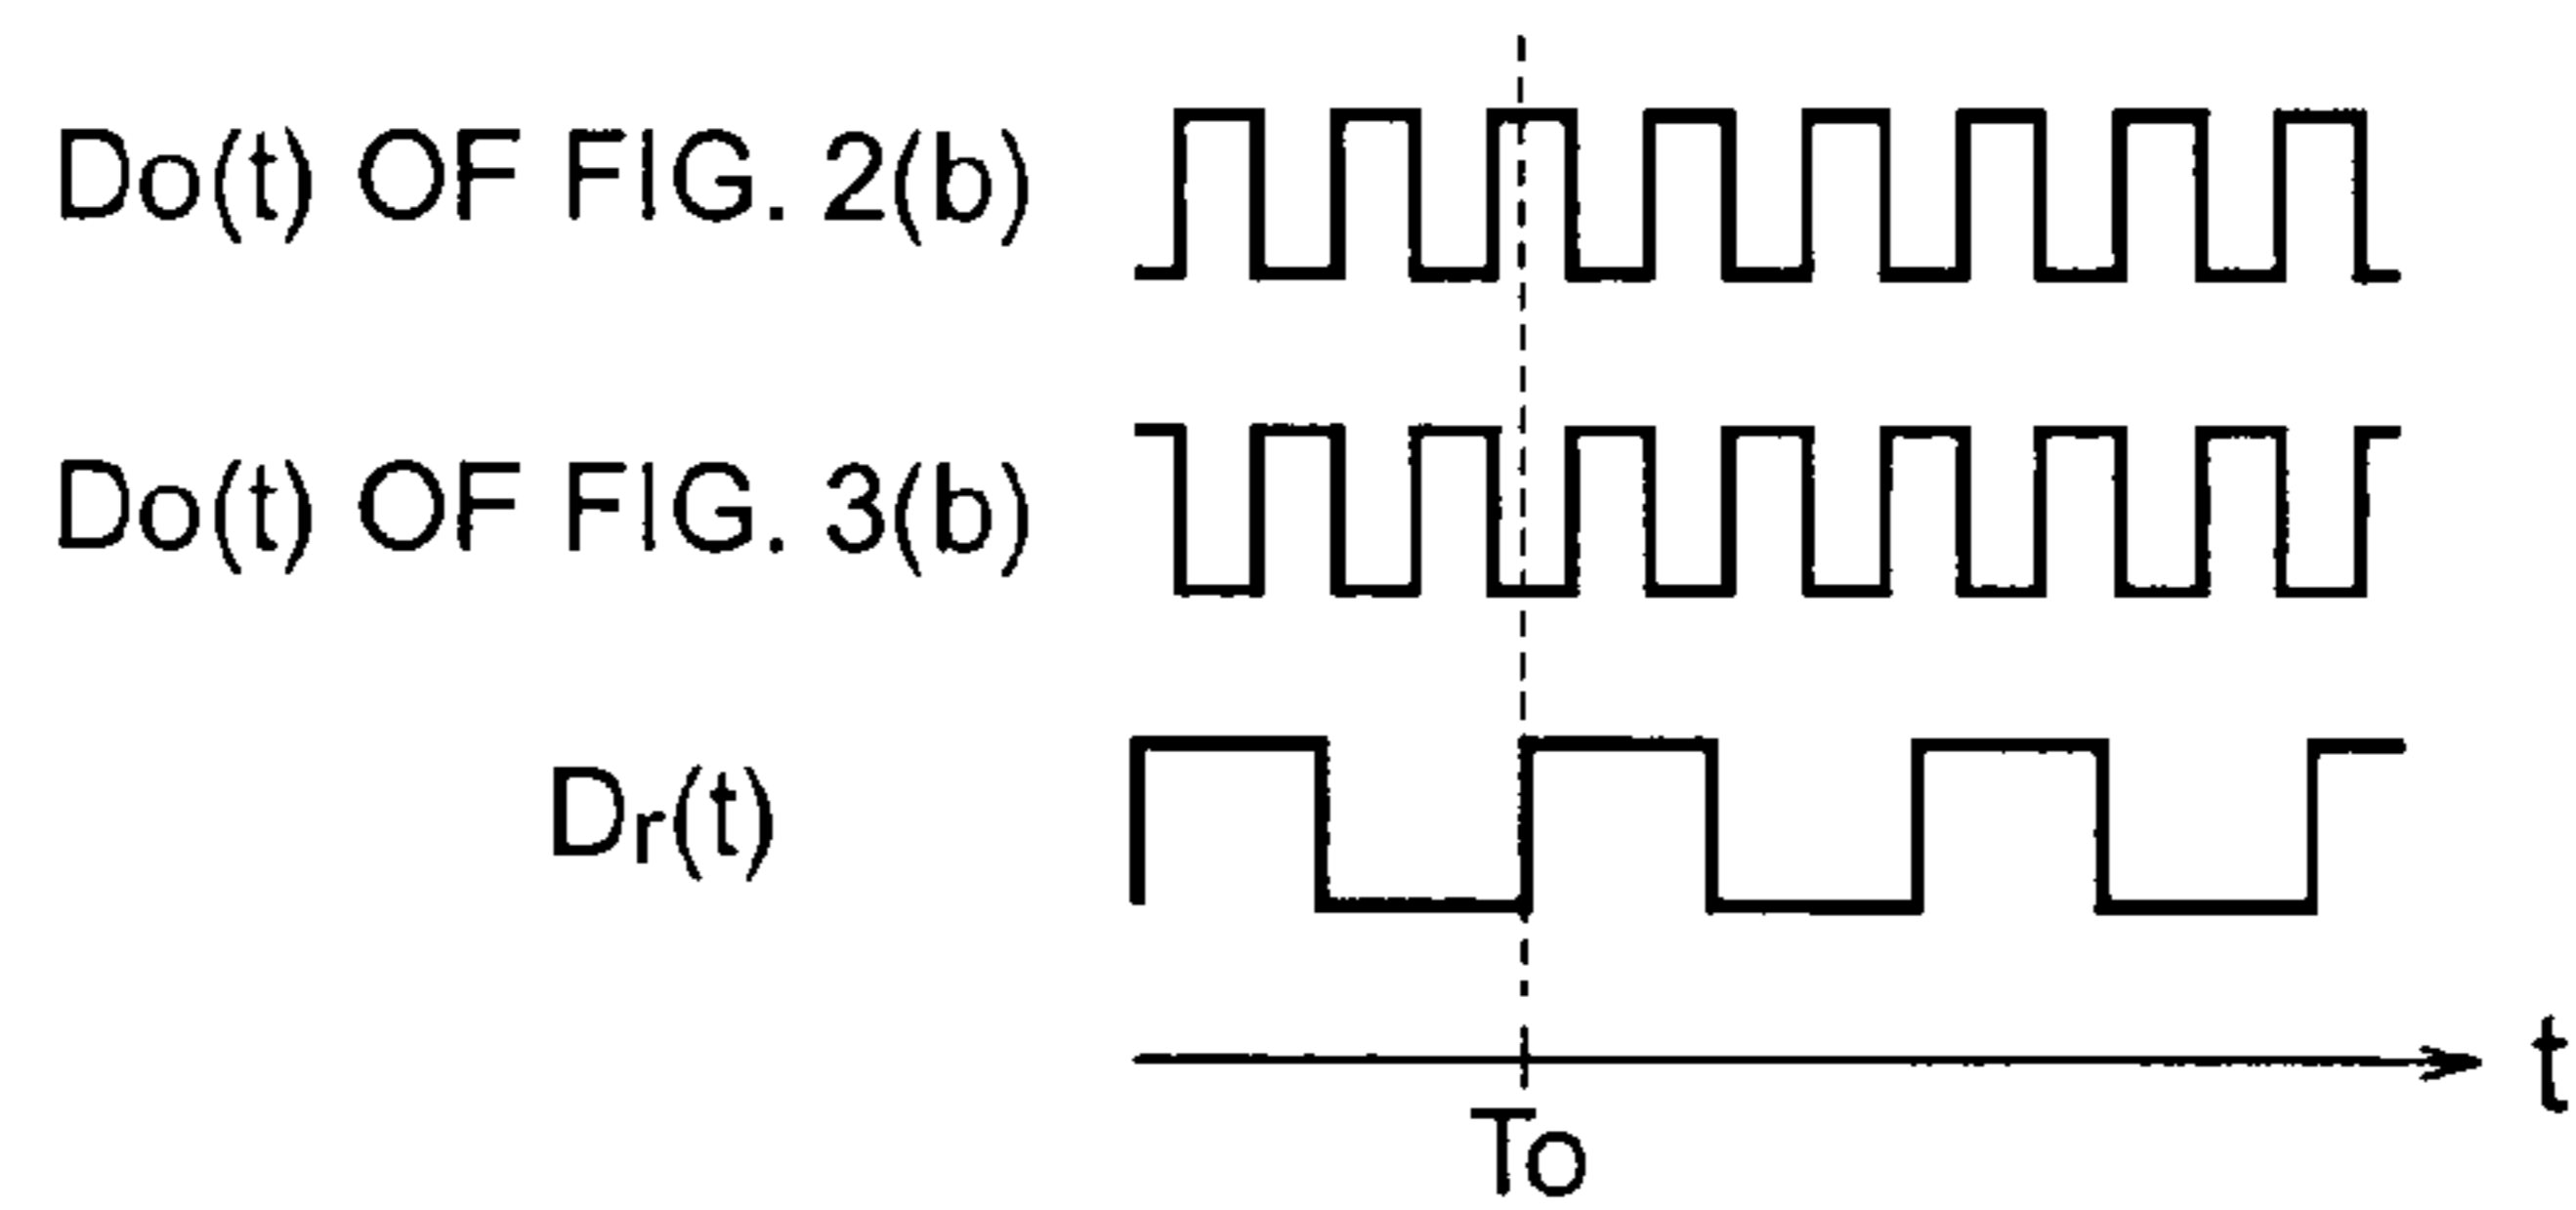 Do(t) OF FIG. 2(b)
Do(t) OF FIG. 3(b)
Dr(t)
t
To